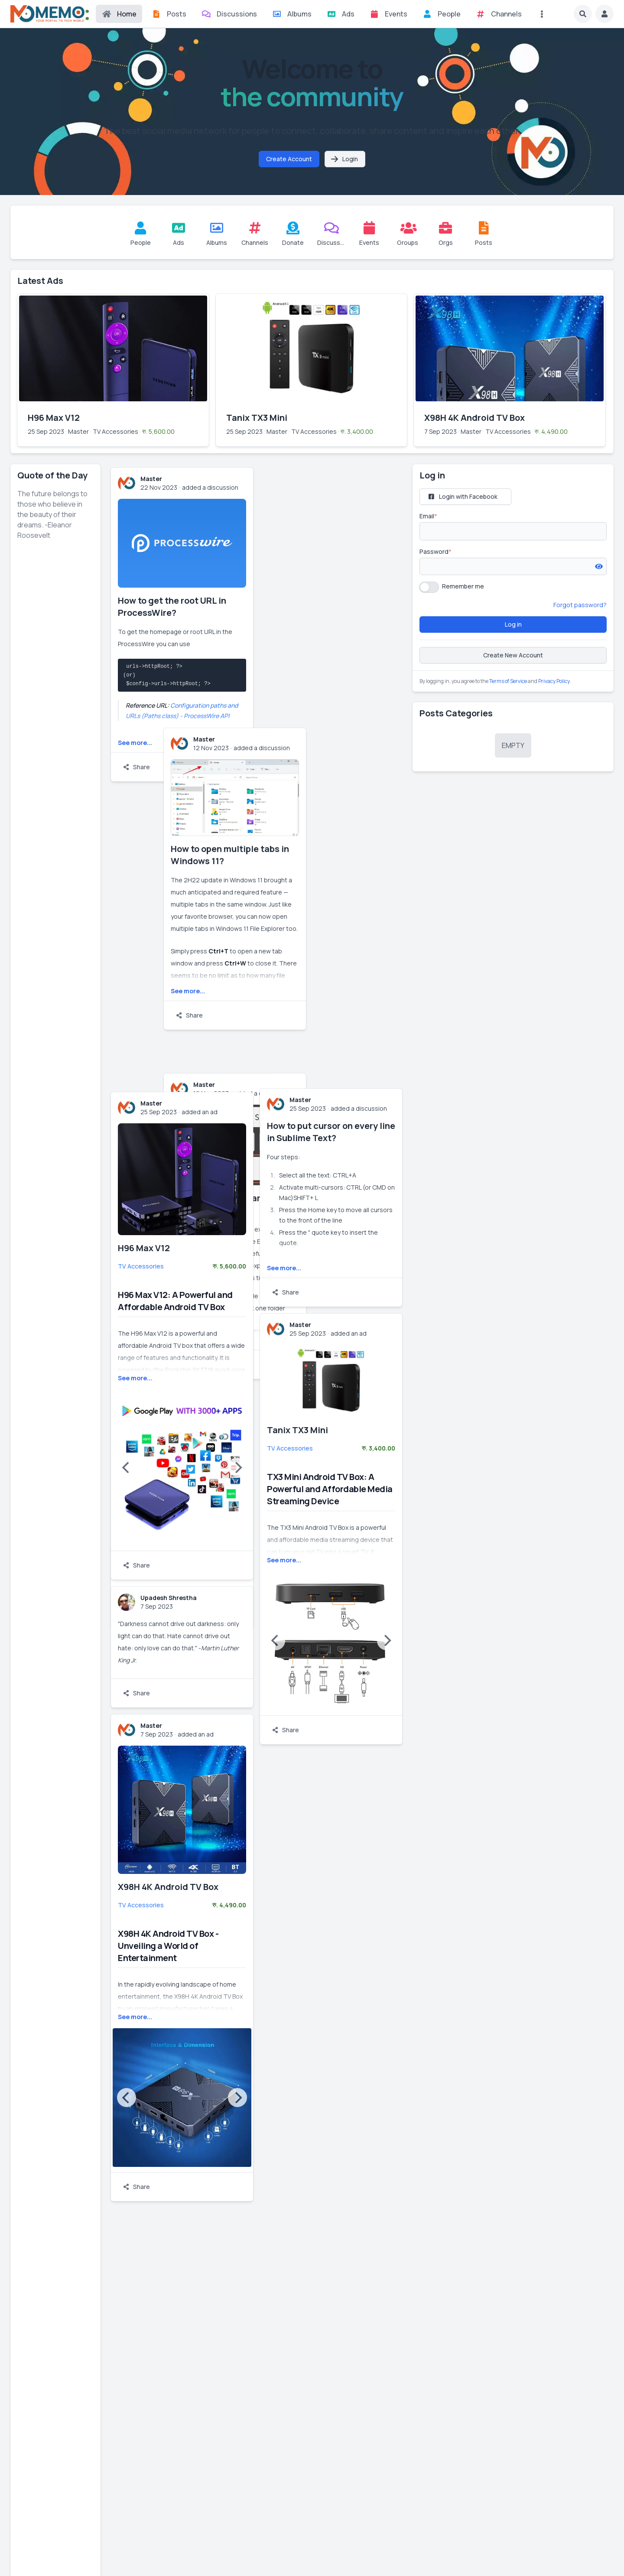 NOMEMO
Home
Posts
Discussions
Albums
Ads
Events
People
Channels
Welcome to
the community
Create Account
Login
People
Ads
Albums
Channels
Donate
Discuss...
Events
Groups
Orgs
Posts
Latest Ads
H96 Max V12
25 Sep 2023 · Master · TV Accessories · रू. 5,600.00
Tanix TX3 Mini
25 Sep 2023 · Master · TV Accessories · रू. 3,400.00
X98H
X98H 4K Android TV Box
7 Sep 2023 · Master · TV Accessories · रू. 4,490.00
Quote of the Day
The future belongs to
those who believe in
the beauty of their
dreams. -Eleanor
Roosevelt
Master
22 Nov 2023 · added a discussion
PROCESSWIRE
How to get the root URL in
ProcessWire?
To get the homepage or root URL in the
ProcessWire you can use
urls->httpRoot; ?>
(or)
$config->urls->httpRoot; ?>
Reference URL: Configuration paths and
URLs (Paths class) - ProcessWire API
See more...
Share
Master
12 Nov 2023 · added a discussion
How to open multiple tabs in
Windows 11?
The 2H22 update in Windows 11 brought a
much anticipated and required feature —
multiple tabs in the same window. Just like
your favorite browser, you can now open
multiple tabs in Windows 11 File Explorer too.
Simply press Ctrl+T to open a new tab
window and press Ctrl+W to close it. There
seems to be no limit as to how many file
See more...
Share
Master
one folder
Master
25 Sep 2023 · added an ad
H96 Max V12
TV Accessories
रू. 5,600.00
H96 Max V12: A Powerful and
Affordable Android TV Box
The H96 Max V12 is a powerful and
affordable Android TV box that offers a wide
range of features and functionality. It is
See more...
Google Play WITH 3000+ APPS
Share
Upadesh Shrestha
7 Sep 2023
"Darkness cannot drive out darkness: only
light can do that. Hate cannot drive out
hate: only love can do that." -Martin Luther
King Jr.
Share
Master
7 Sep 2023 · added an ad
X98H
X98H 4K Android TV Box
TV Accessories
रू. 4,490.00
X98H 4K Android TV Box -
Unveiling a World of
Entertainment
In the rapidly evolving landscape of home
entertainment, the X98H 4K Android TV Box
See more...
Interface & Dimension
Share
Master
25 Sep 2023 · added a discussion
How to put cursor on every line
in Sublime Text?
Four steps:
1. Select all the text: CTRL+A
2. Activate multi-cursors: CTRL (or CMD on
Mac)SHIFT+ L
3. Press the Home key to move all cursors
to the front of the line
4. Press the " quote key to insert the
quote.
See more...
Share
Master
25 Sep 2023 · added an ad
Tanix TX3 Mini
TV Accessories
रू. 3,400.00
TX3 Mini Android TV Box: A
Powerful and Affordable Media
Streaming Device
The TX3 Mini Android TV Box is a powerful
and affordable media streaming device that
See more...
Share
Log in
Login with Facebook
Email*
Password*
Remember me
Forgot password?
Log in
Create New Account
By logging in, you agree to the Terms of Service and Privacy Policy
Posts Categories
EMPTY